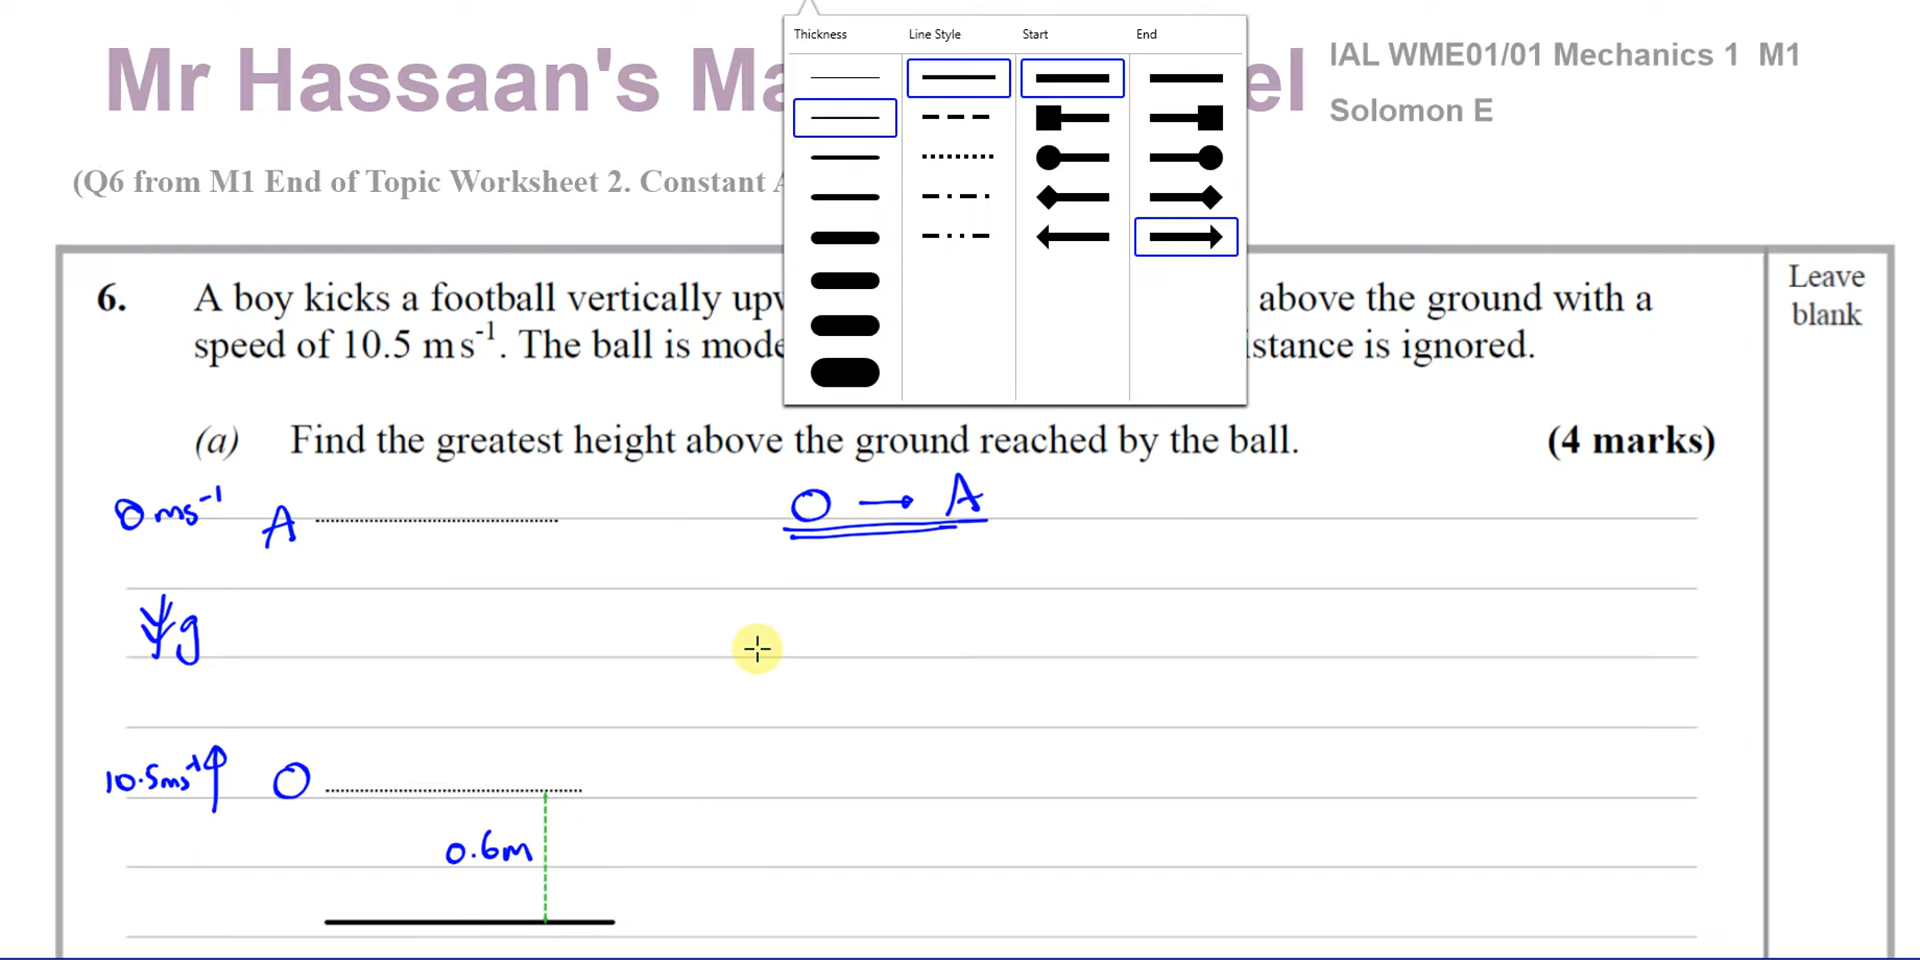 Thickness Line Style Start End
Mr Hassaan's Ma el
IAL WME01/01 Mechanics 1 M1
Solomon E
(Q6 from M1 End of Topic Worksheet 2. Constant A
Leave
blank
6. A boy kicks a football vertically upw above the ground with a
speed of 10.5 m s⁻¹. The ball is mode istance is ignored.
(a) Find the greatest height above the ground reached by the ball. (4 marks)
0 ms⁻¹ A
O → A
g
10.5ms⁻¹ O
0.6m